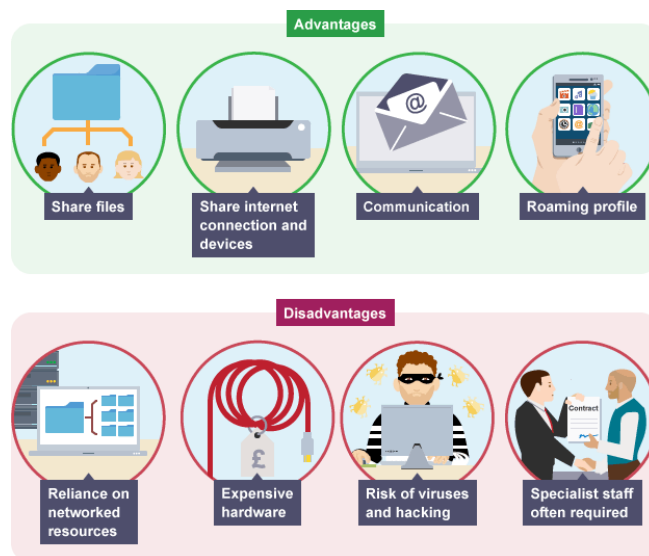 Advantages
@
Share files
Share internet
connection and
devices
Communication
Roaming profile
Disadvantages
£
Contract
Reliance on
networked
resources
Expensive
hardware
Risk of viruses
and hacking
Specialist staff
often required